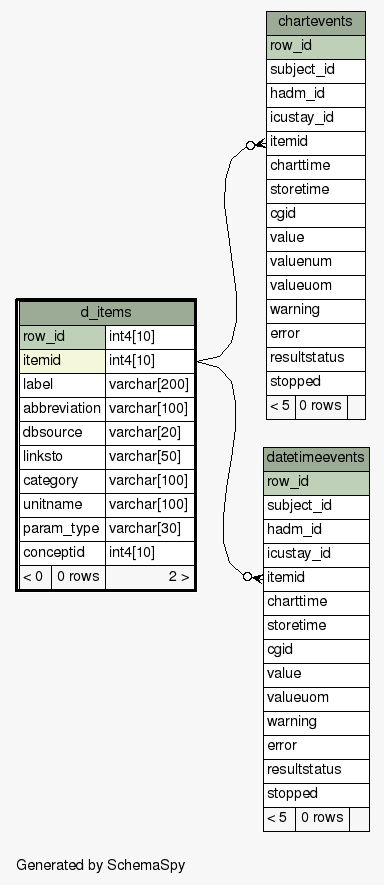 chartevents
row_id
subject_id
hadm_id
icustay_id
itemid
charttime
storetime
cgid
value
valuenum
valueuom
warning
error
resultstatus
stopped
< 5 0 rows
d_items
row_id int4[10]
itemid int4[10]
label varchar[200]
abbreviation varchar[100]
dbsource varchar[20]
linksto varchar[50]
category varchar[100]
unitname varchar[100]
param_type varchar[30]
conceptid int4[10]
< 0 0 rows 2 >
datetimeevents
row_id
subject_id
hadm_id
icustay_id
itemid
charttime
storetime
cgid
value
valueuom
warning
error
resultstatus
stopped
< 5 0 rows
Generated by SchemaSpy